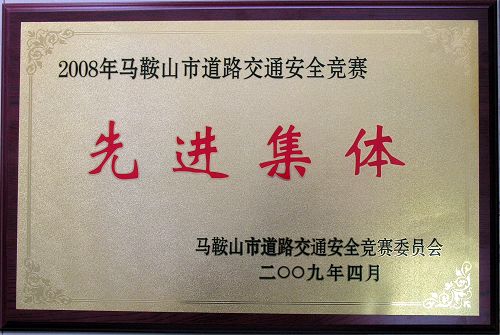 2008年马鞍山市道路交通安全竞赛
先进集体
马鞍山市道路交通安全竞赛委员会
二〇〇九年四月